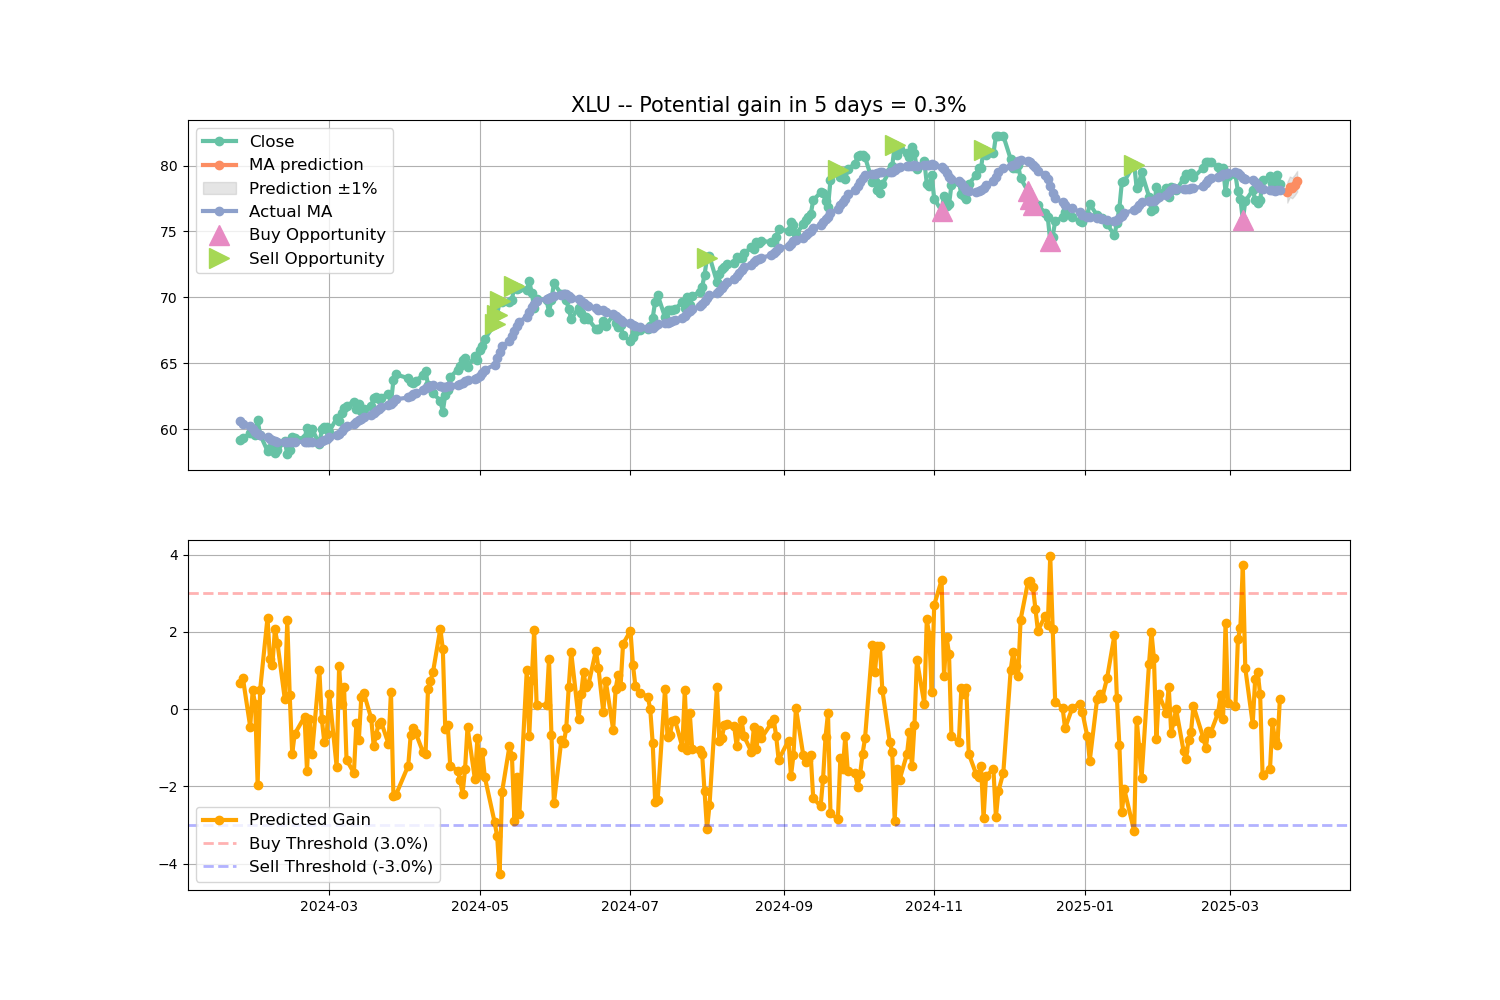 XLU -- Potential gain in 5 days = 0.3%
80
75
70
65
60
Close
MA prediction
Prediction ±1%
Actual MA
Buy Opportunity
Sell Opportunity
4
2
0
−2
−4
Predicted Gain
Buy Threshold (3.0%)
Sell Threshold (-3.0%)
2024-03
2024-05
2024-07
2024-09
2024-11
2025-01
2025-03